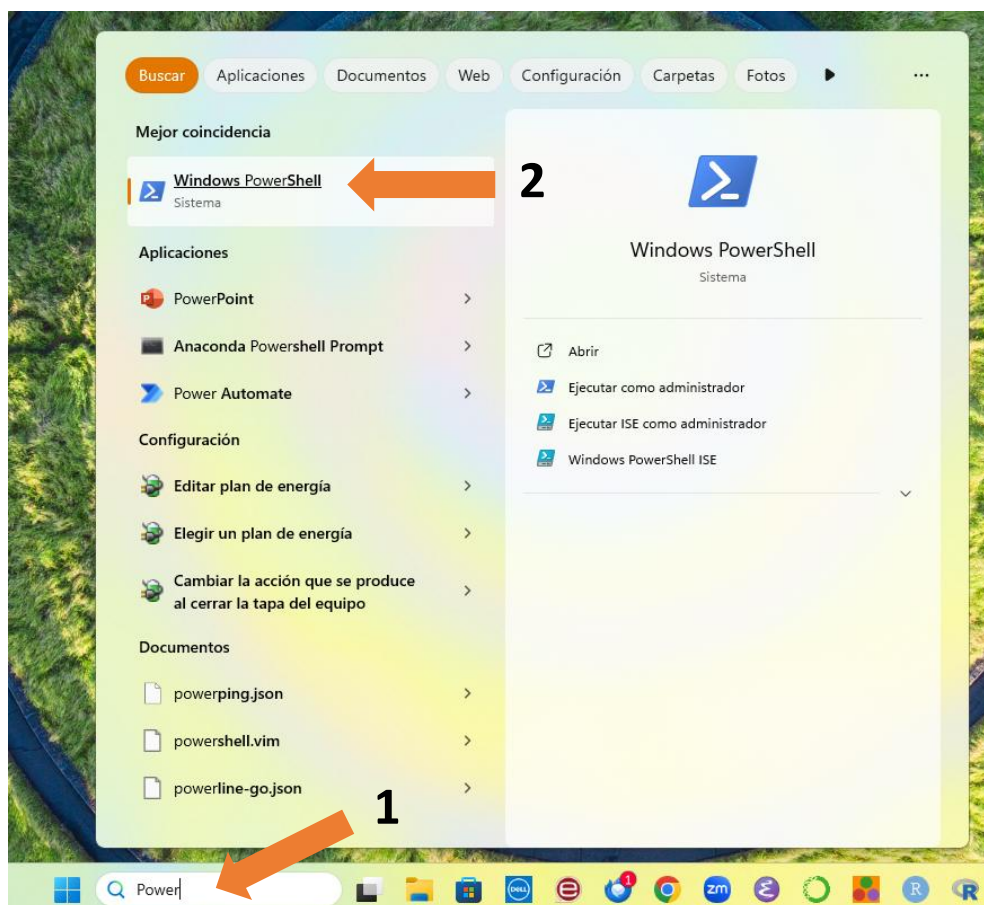 Buscar Aplicaciones Documentos Web Configuración Carpetas Fotos ...
Mejor coincidencia
Windows PowerShell
Sistema
2
Windows PowerShell
Sistema
Aplicaciones
PowerPoint
Anaconda Powershell Prompt
Power Automate
Abrir
Ejecutar como administrador
Ejecutar ISE como administrador
Windows PowerShell ISE
Configuración
Editar plan de energía
Elegir un plan de energía
Cambiar la acción que se produce
al cerrar la tapa del equipo
Documentos
powerping.json
powershell.vim
powerline-go.json
1
Power
DELL
1
zm
R
R